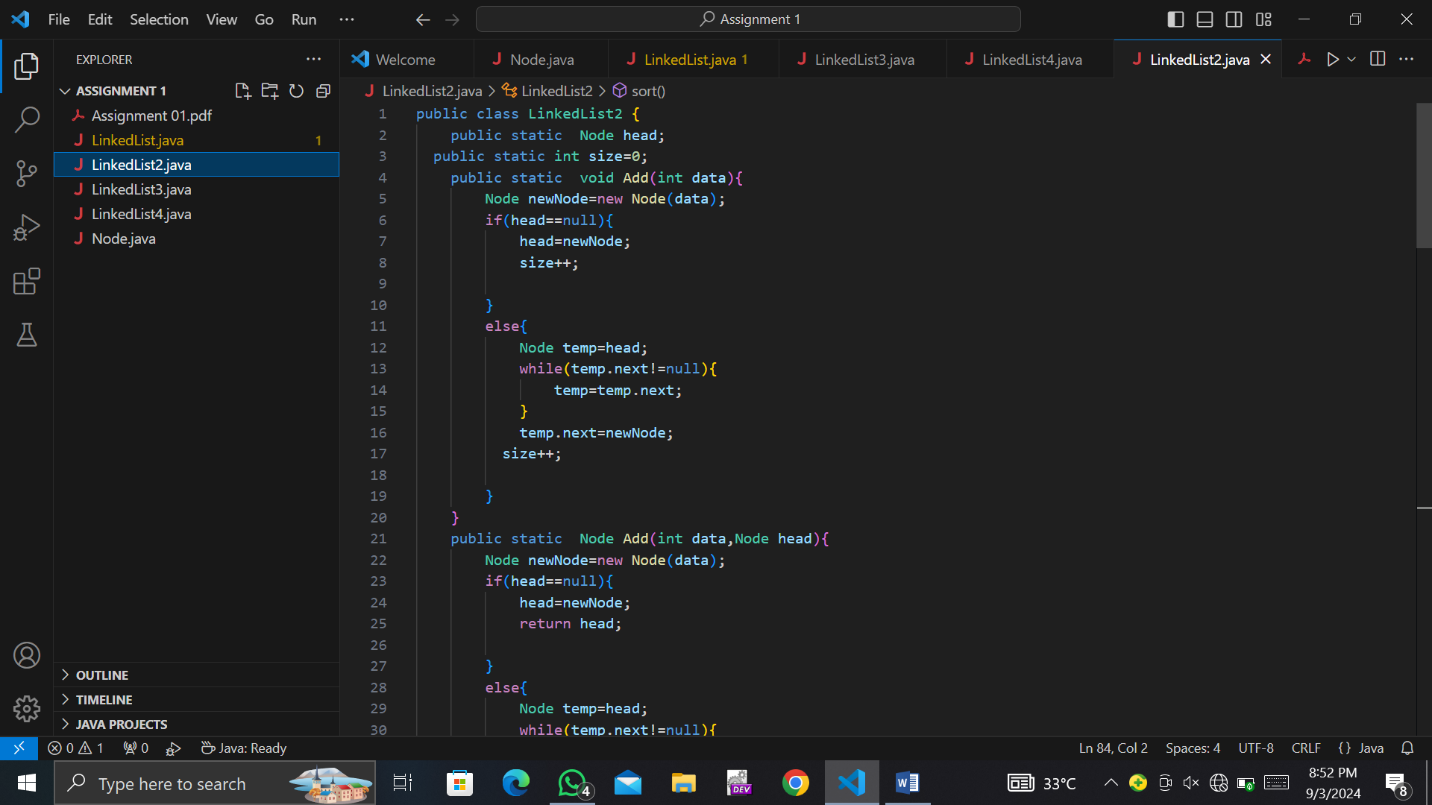 File Edit Selection View Go Run ···
Assignment 1
EXPLORER
ASSIGNMENT 1
Assignment 01.pdf
LinkedList.java 1
LinkedList2.java
LinkedList3.java
LinkedList4.java
Node.java
OUTLINE
TIMELINE
JAVA PROJECTS
Welcome Node.java LinkedList.java 1 LinkedList3.java LinkedList4.java LinkedList2.java
LinkedList2.java > LinkedList2 > sort()
1 public class LinkedList2 {
2 public static  Node head;
3 public static int size=0;
4 public static  void Add(int data){
5 Node newNode=new Node(data);
6 if(head==null){
7 head=newNode;
8 size++;
9
10 }
11 else{
12 Node temp=head;
13 while(temp.next!=null){
14 temp=temp.next;
15 }
16 temp.next=newNode;
17 size++;
18
19 }
20 }
21 public static  Node Add(int data,Node head){
22 Node newNode=new Node(data);
23 if(head==null){
24 head=newNode;
25 return head;
26
27 }
28 else{
29 Node temp=head;
30 while(temp.next!=null){
0 1 0 Java: Ready Ln 84, Col 2 Spaces: 4 UTF-8 CRLF {} Java
Type here to search 4 DEV 33°C 8:52 PM
9/3/2024 8